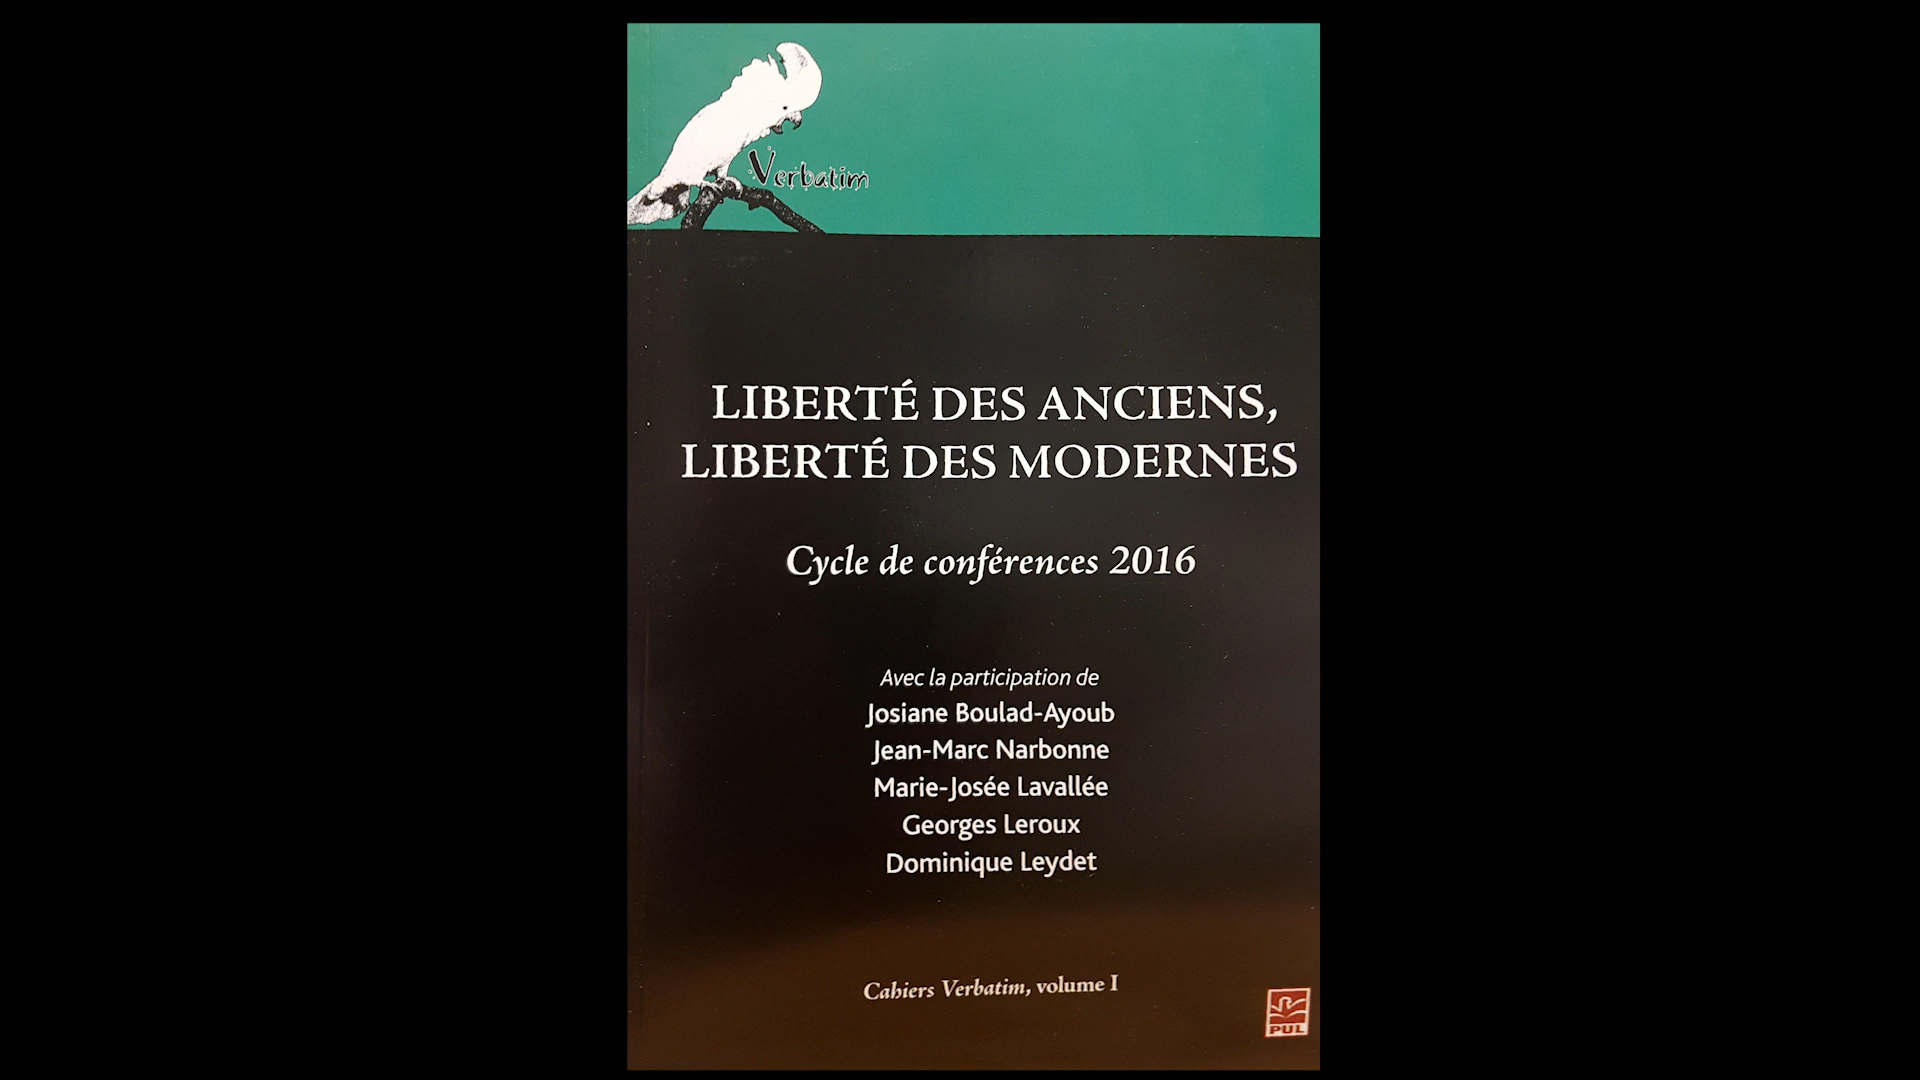 Verbatim
LIBERTÉ DES ANCIENS,
LIBERTÉ DES MODERNES
Cycle de conférences 2016
Avec la participation de
Josiane Boulad-Ayoub
Jean-Marc Narbonne
Marie-Josée Lavallée
Georges Leroux
Dominique Leydet
Cahiers Verbatim, volume I
PUL